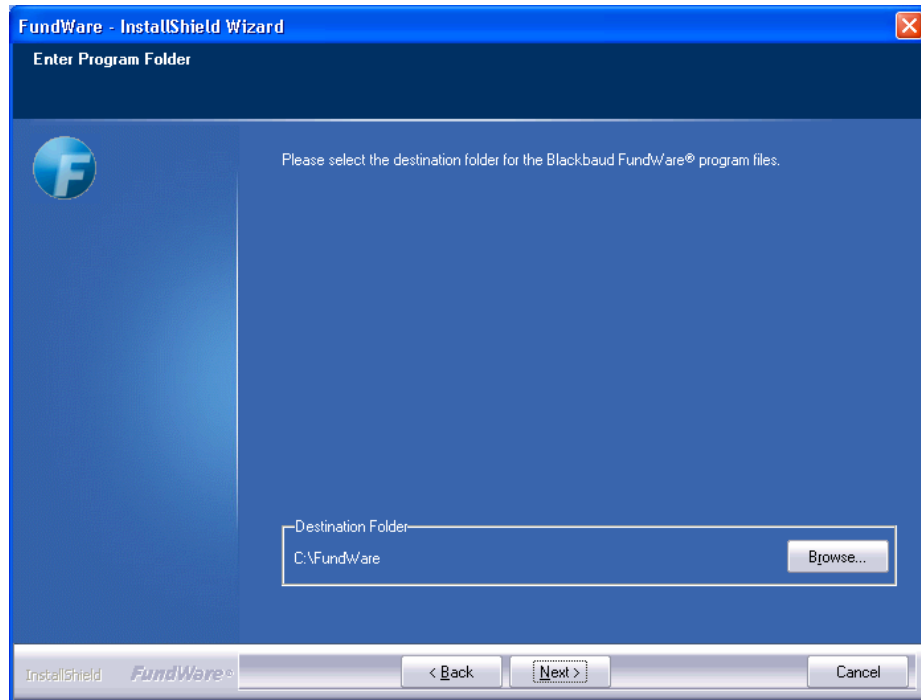 FundWare - InstallShield Wizard
Enter Program Folder
F
Please select the destination folder for the Blackbaud FundWare® program files.
Destination Folder
C:\FundWare
Browse...
InstallShield
FundWare®
< Back
Next >
Cancel